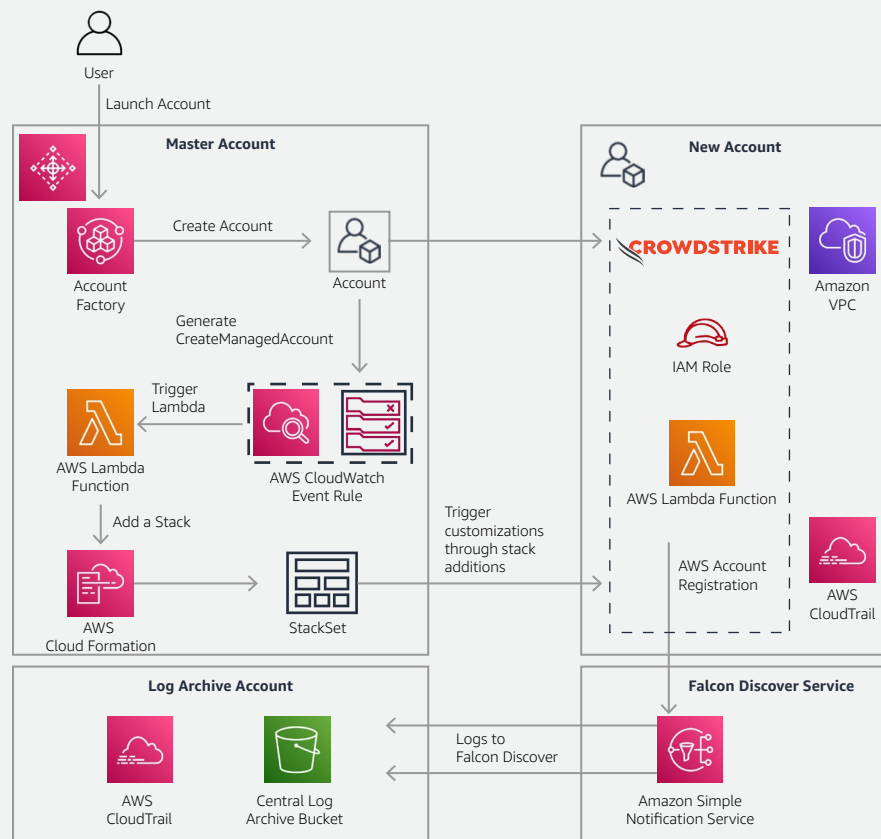 User
Launch Account
Master Account
New Account
Create Account
CROWDSTRIKE
Account
Factory
Account
Amazon
VPC
Generate
CreateManagedAccount
IAM Role
Trigger
Lambda
AWS Lambda
Function
AWS CloudWatch
Event Rule
AWS Lambda Function
Add a Stack
Trigger
customizations
through stack
additions
AWS Account
Registration
AWS
Cloud Formation
StackSet
AWS
CloudTrail
Log Archive Account
Falcon Discover Service
Logs to
Falcon Discover
AWS
CloudTrail
Central Log
Archive Bucket
Amazon Simple
Notification Service